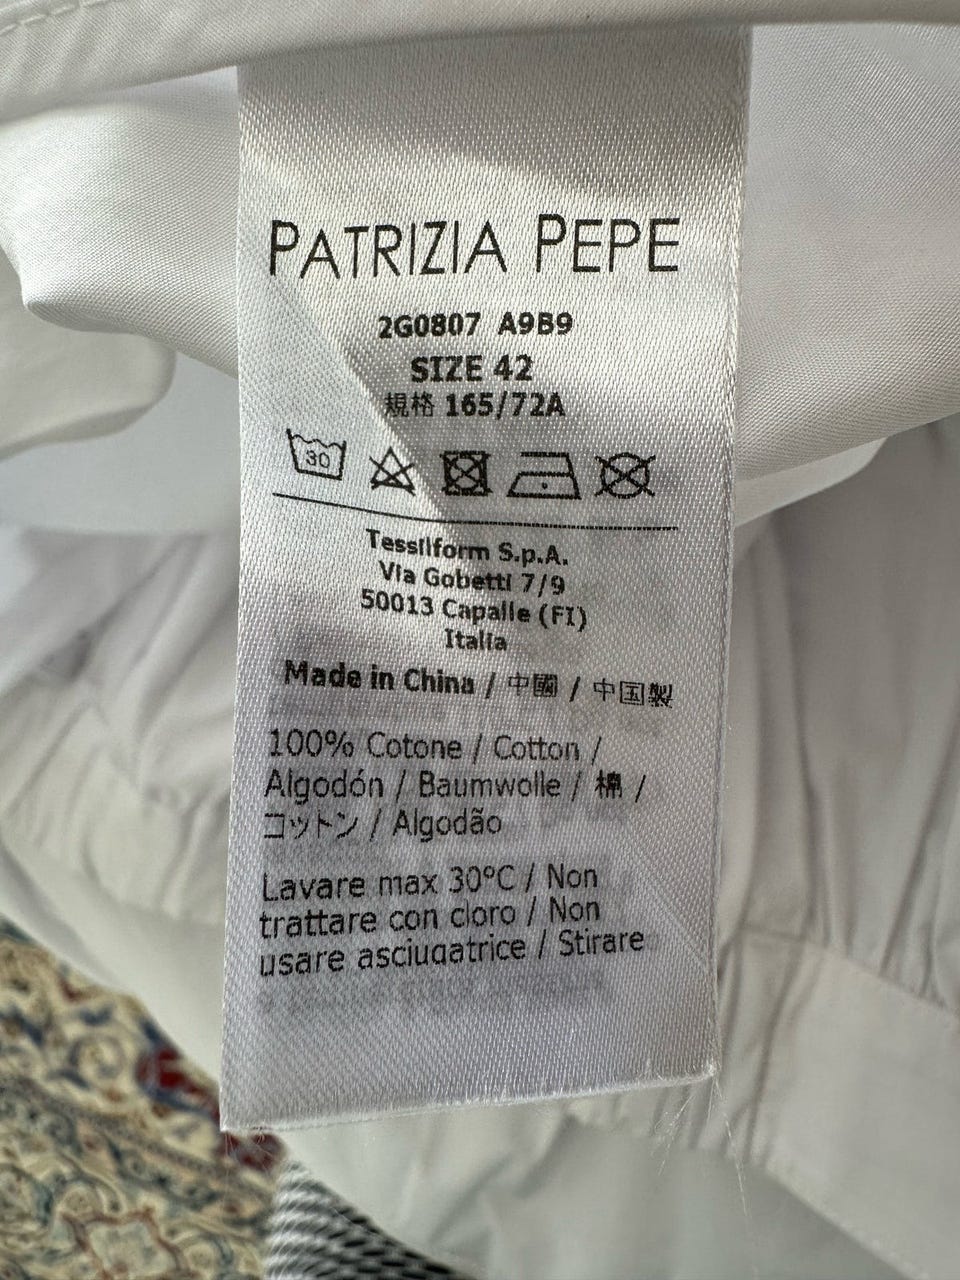 PATRIZIA PEPE
2G0807 A9B9
SIZE 42
規格 165/72A
30
Tessilform S.p.A.
Via Gobetti 7/9
50013 Capalle (FI)
Italia
Made in China / 中國 / 中国製
100% Cotone / Cotton /
Algodón / Baumwolle / 棉 /
コットン / Algodão
Lavare max 30°C / Non
trattare con cloro / Non
usare asciugatrice / Stirare